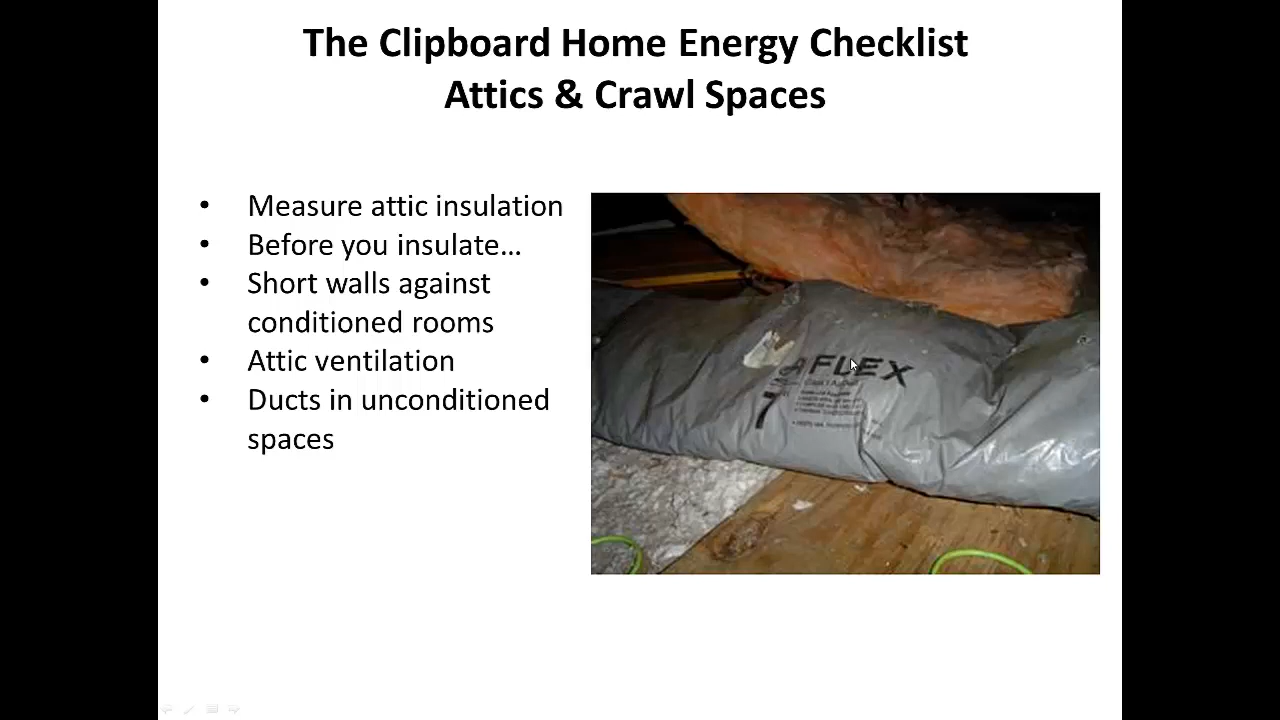 The Clipboard Home Energy Checklist
Attics & Crawl Spaces
• Measure attic insulation
• Before you insulate…
• Short walls against
conditioned rooms
• Attic ventilation
• Ducts in unconditioned
spaces
FLEX
7"